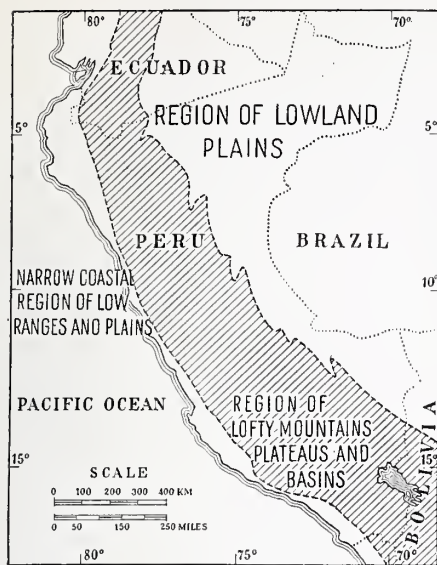 80°
75°
70°
ECUADOR
REGION OF LOWLAND
PLAINS
5°
5°
PERU
BRAZIL
NARROW COASTAL
REGION OF LOW
RANGES AND PLAINS
10°
PACIFIC OCEAN
REGION OF
LOFTY MOUNTAINS
PLATEAUS AND
BASINS
BOLIVIA
15°
15°
SCALE
0 100 200 300 400 KM
0 50 150 250 MILES
80°
75°
70°